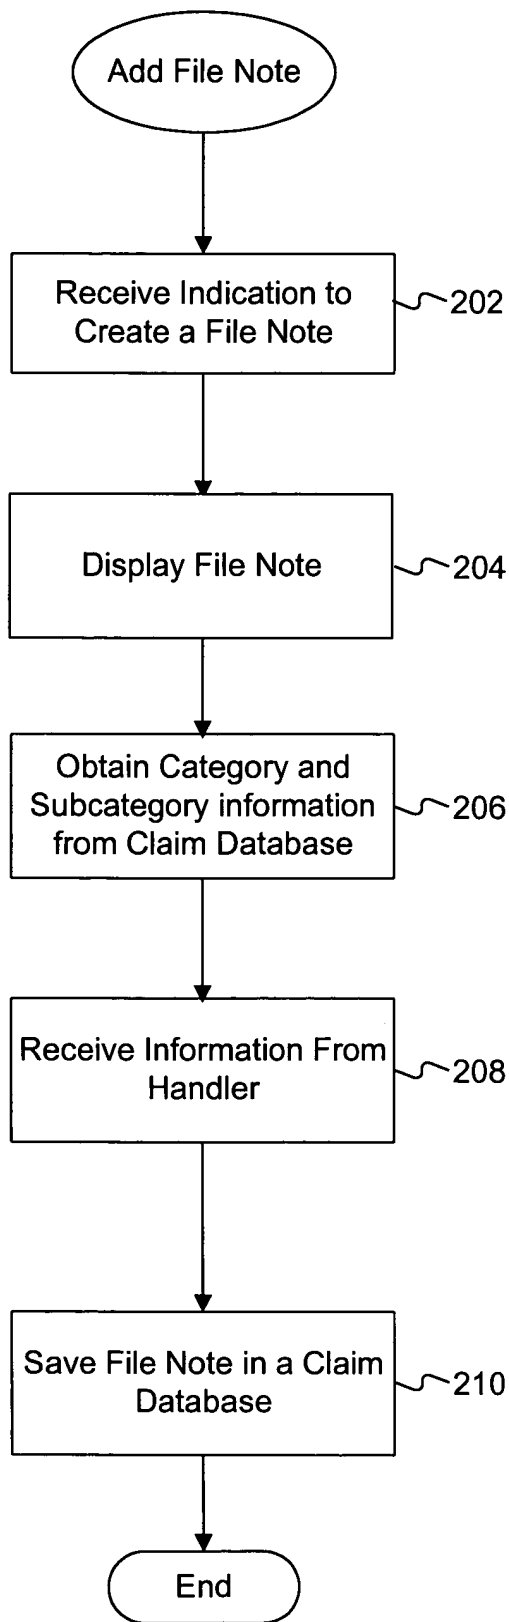 Add File Note
Receive Indication to
Create a File Note
202
Display File Note
204
Obtain Category and
Subcategory information
from Claim Database
206
Receive Information From
Handler
208
Save File Note in a Claim
Database
210
End